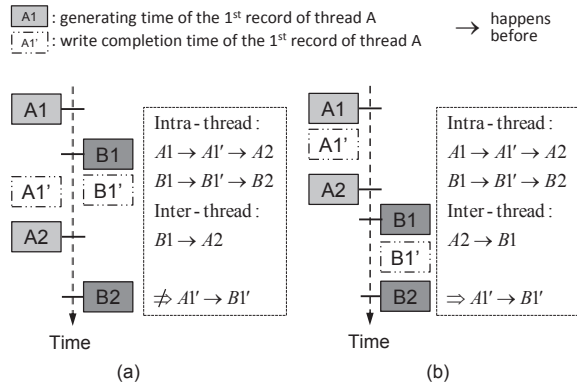 A1 : generating time of the 1st record of thread A
A1' : write completion time of the 1st record of thread A
→ happens before
A1
B1
A1'
B1'
A2
B2
Time
Intra-thread :
A1 → A1' → A2
B1 → B1' → B2
Inter-thread :
B1 → A2
⇏ A1' → B1'
(a)
A1
A1'
A2
B1
B1'
B2
Time
Intra-thread :
A1 → A1' → A2
B1 → B1' → B2
Inter-thread :
A2 → B1
⇒ A1' → B1'
(b)